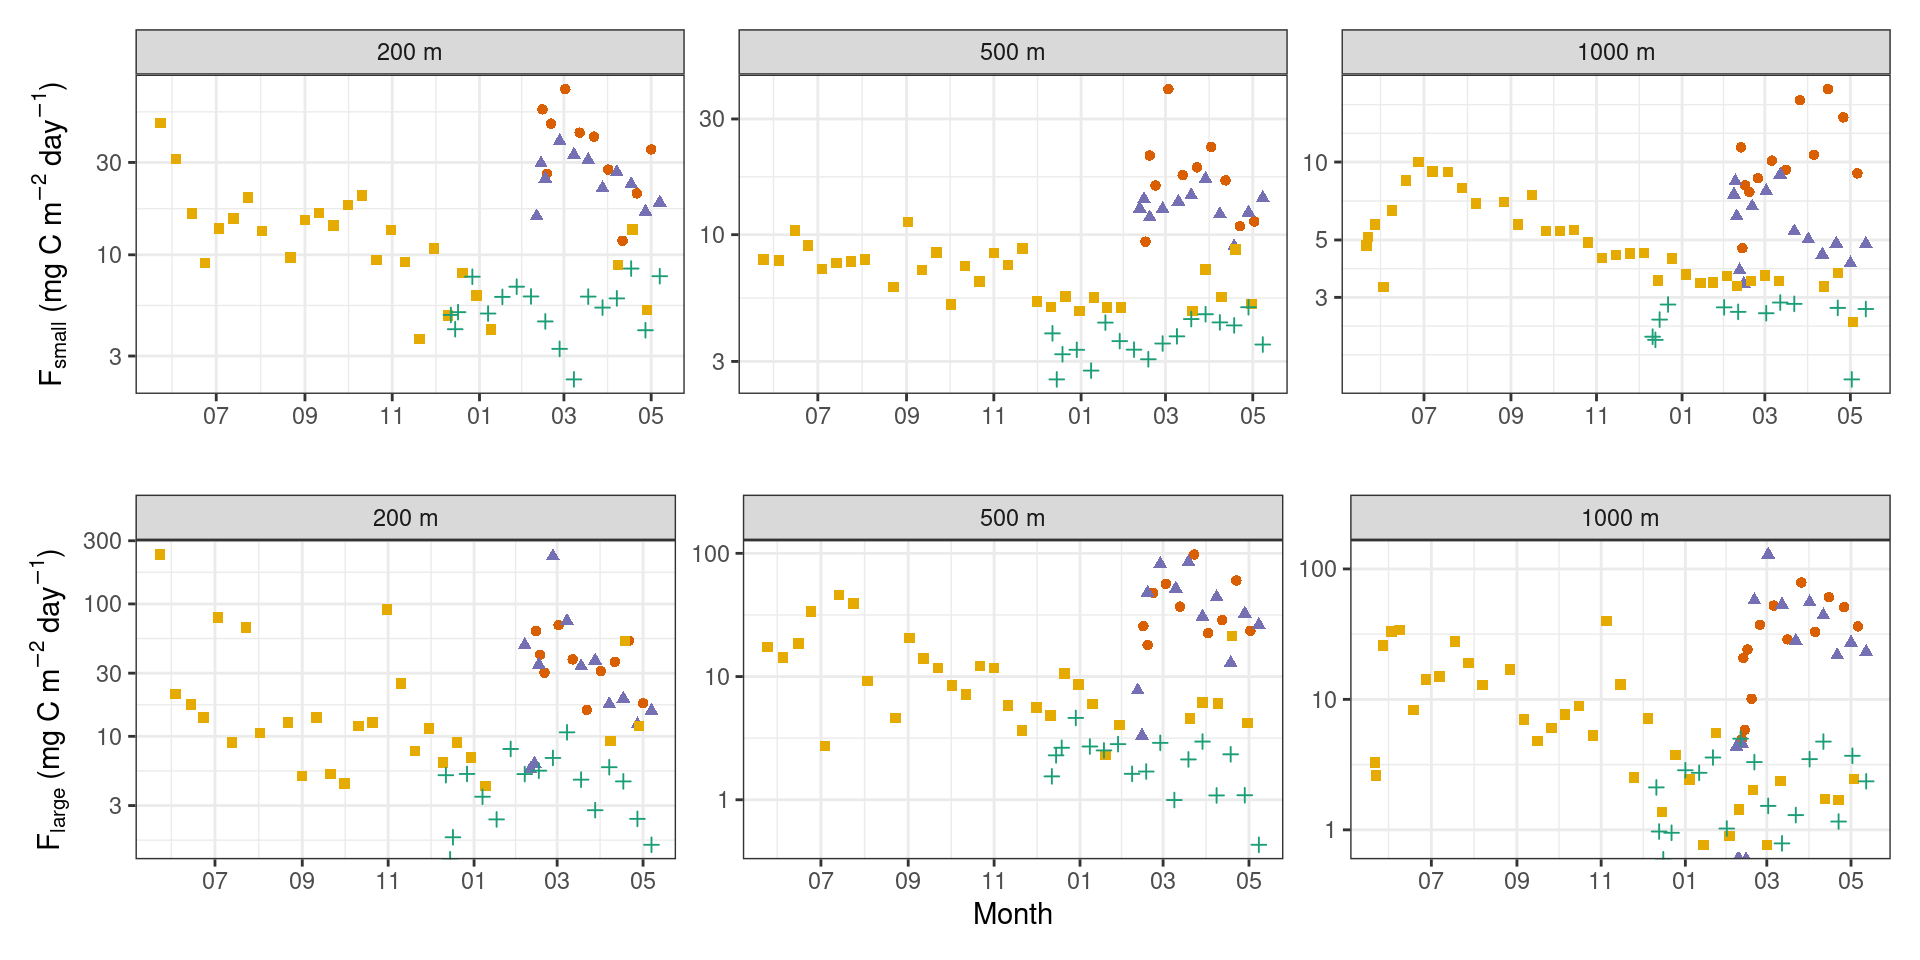 200 m 500 m 1000 m
F_small (mg C m^−2 day^−1)
30 30 10
10 10 5
3 3 3
07 09 11 01 03 05 07 09 11 01 03 05 07 09 11 01 03 05
200 m 500 m 1000 m
F_large (mg C m^−2 day^−1)
300 100 100
100 10 10
30 1 1
10
3
07 09 11 01 03 05 07 09 11 01 03 05 07 09 11 01 03 05
Month